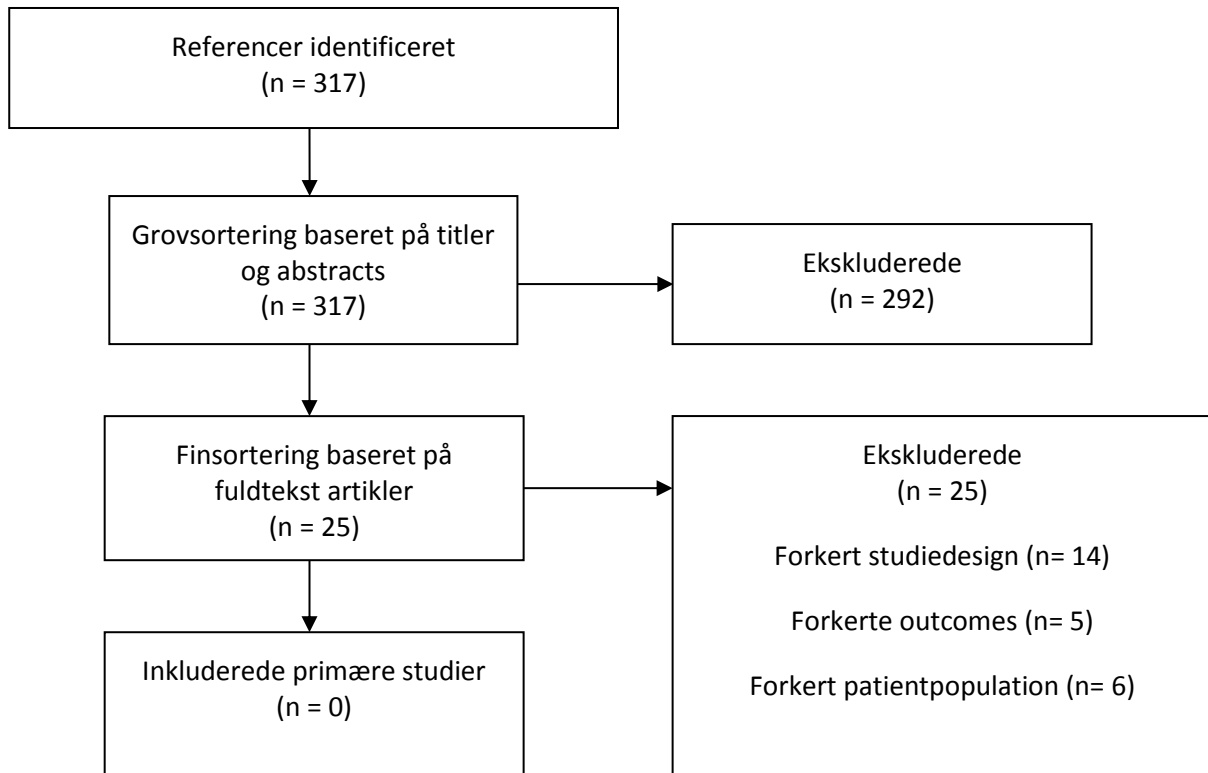 Referencer identificeret
(n = 317)
Grovsortering baseret på titler
og abstracts
(n = 317)
Ekskluderede
(n = 292)
Finsortering baseret på
fuldtekst artikler
(n = 25)
Ekskluderede
(n = 25)
Forkert studiedesign (n= 14)
Forkerte outcomes (n= 5)
Forkert patientpopulation (n= 6)
Inkluderede primære studier
(n = 0)